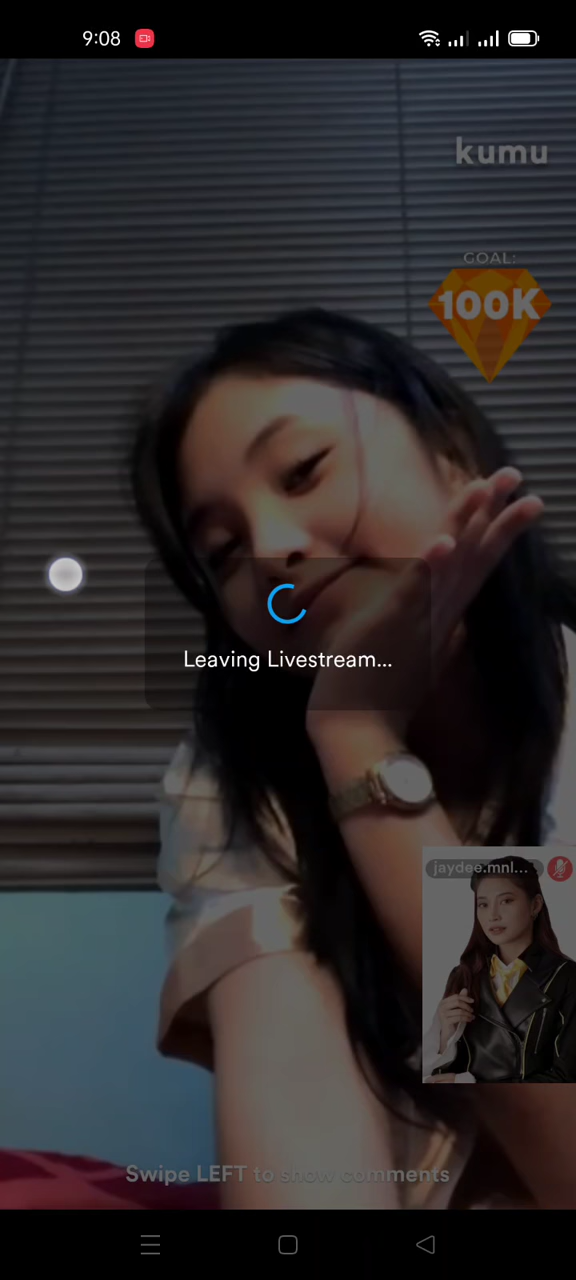 9:08
kumu
GOAL:
100K
Leaving Livestream...
jaydee.mnl...
Swipe LEFT to show comments